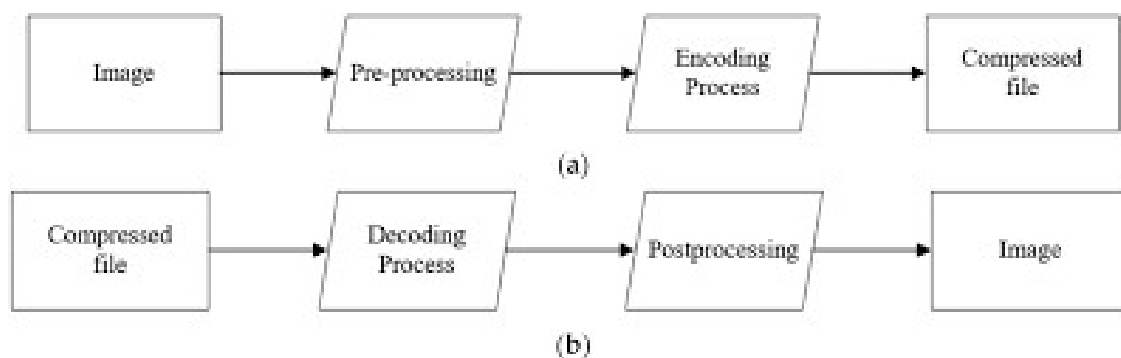 Image
Pre-processing
Encoding
Process
Compressed
file
(a)
Compressed
file
Decoding
Process
Postprocessing
Image
(b)